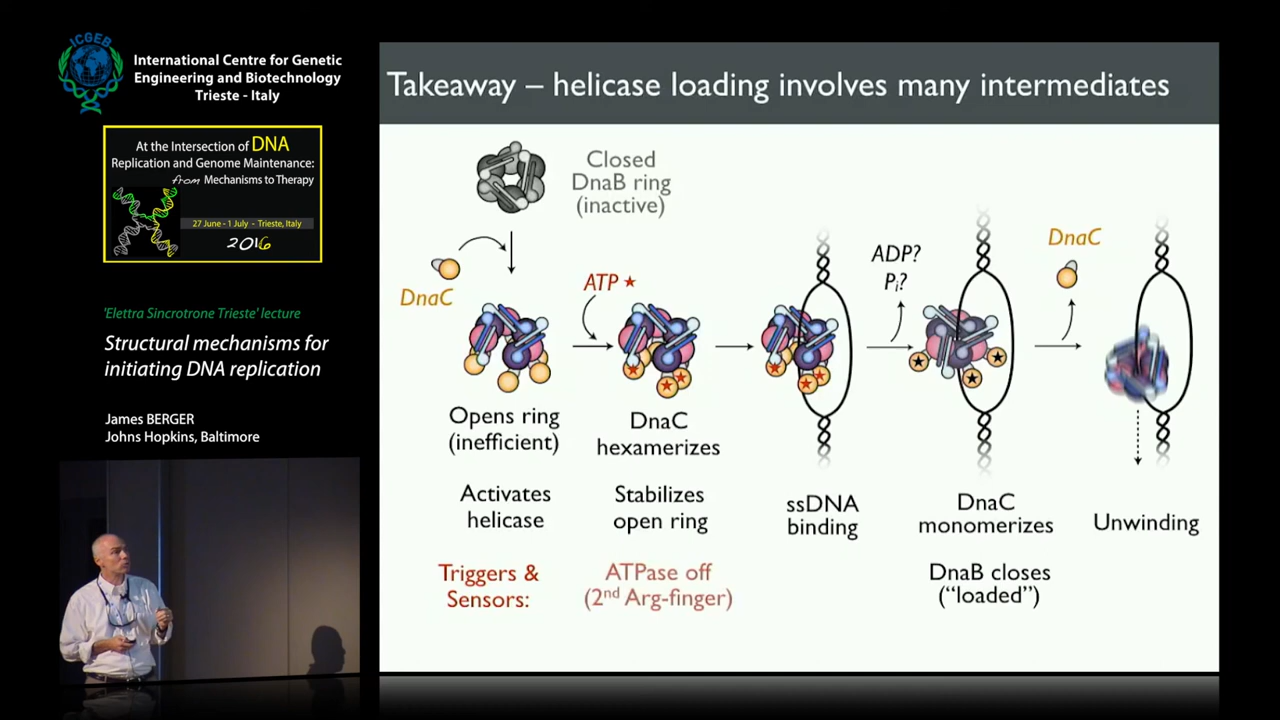 ICGEB
International Centre for Genetic
Engineering and Biotechnology
Trieste - Italy
At the Intersection of DNA
Replication and Genome Maintenance:
from Mechanisms to Therapy
27 June - 1 July - Trieste, Italy
2016
'Elettra Sincrotrone Trieste' lecture
Structural mechanisms for
initiating DNA replication
James BERGER
Johns Hopkins, Baltimore
Takeaway – helicase loading involves many intermediates
Closed
DnaB ring
(inactive)
DnaC
ATP
ADP?
Pi?
DnaC
Opens ring
(inefficient)
DnaC
hexamerizes
Activates
helicase
Stabilizes
open ring
ssDNA
binding
DnaC
monomerizes
Unwinding
Triggers &
Sensors:
ATPase off
(2nd Arg-finger)
DnaB closes
(“loaded”)